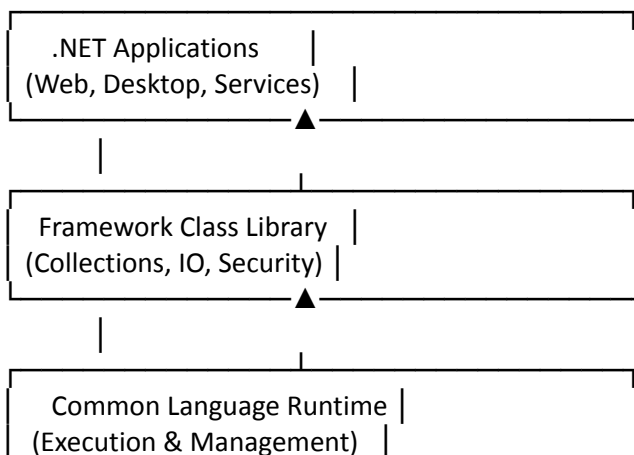 .NET Applications
(Web, Desktop, Services)
Framework Class Library
(Collections, IO, Security)
Common Language Runtime
(Execution & Management)